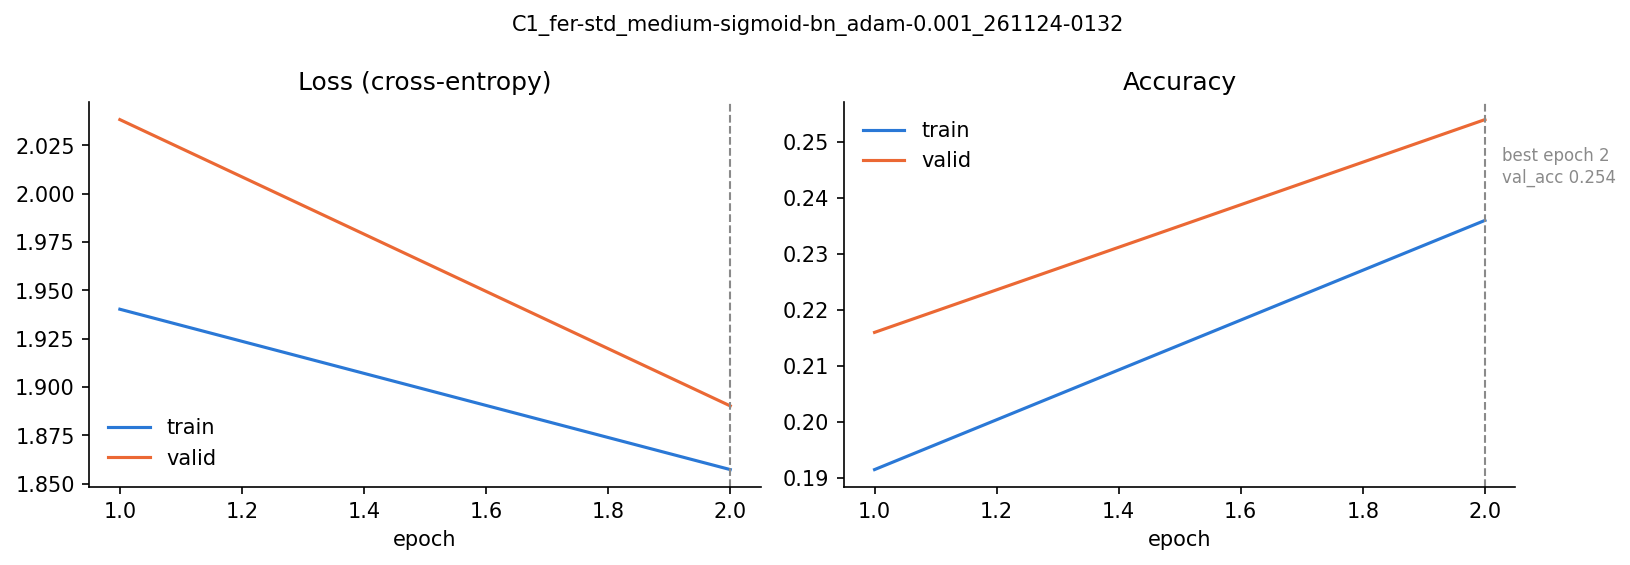 C1_fer-std_medium-sigmoid-bn_adam-0.001_261124-0132
Loss (cross-entropy)
2.025
2.000
1.975
1.950
1.925
1.900
1.875
1.850
train
valid
1.0 1.2 1.4 1.6 1.8 2.0
epoch
Accuracy
train
valid
0.25
0.24
0.23
0.22
0.21
0.20
0.19
best epoch 2
val_acc 0.254
1.0 1.2 1.4 1.6 1.8 2.0
epoch